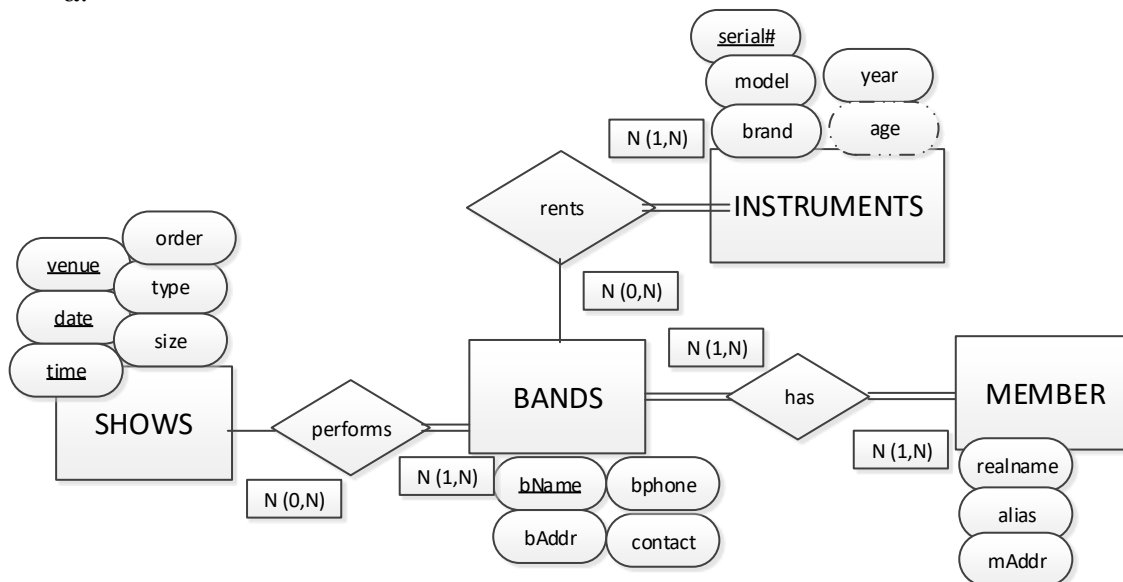 serial#
model
year
brand
age
N (1,N)
INSTRUMENTS
rents
order
venue
type
date
size
time
N (0,N)
N (1,N)
SHOWS
performs
BANDS
has
MEMBER
N (0,N)
N (1,N)
bName
bphone
N (1,N)
realname
bAddr
contact
alias
mAddr